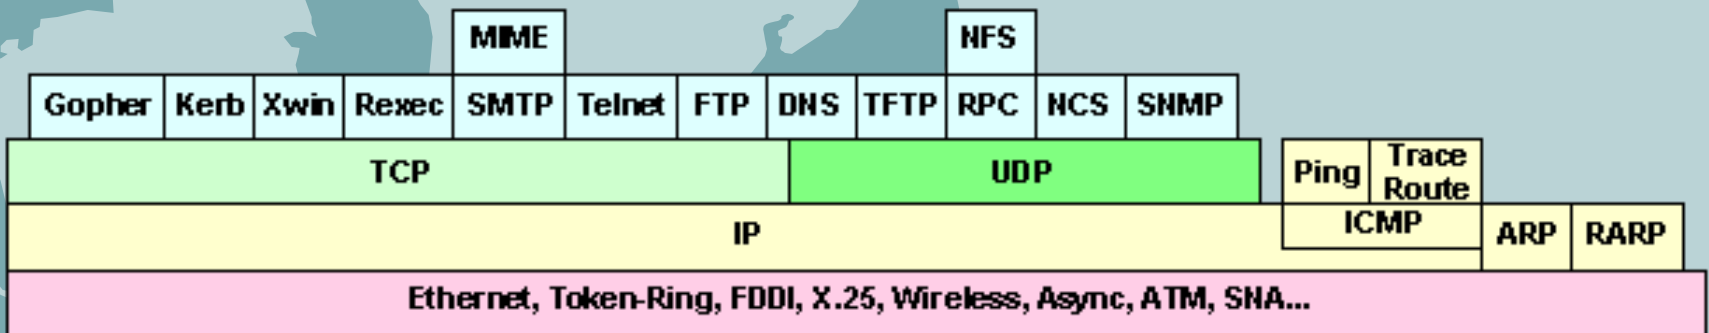 MIME NFS
Gopher Kerb Xwin Rexec SMTP Telnet FTP DNS TFTP RPC NCS SNMP
TCP UDP Ping Trace Route
IP ICMP ARP RARP
Ethernet, Token-Ring, FDDI, X.25, Wireless, Async, ATM, SNA...